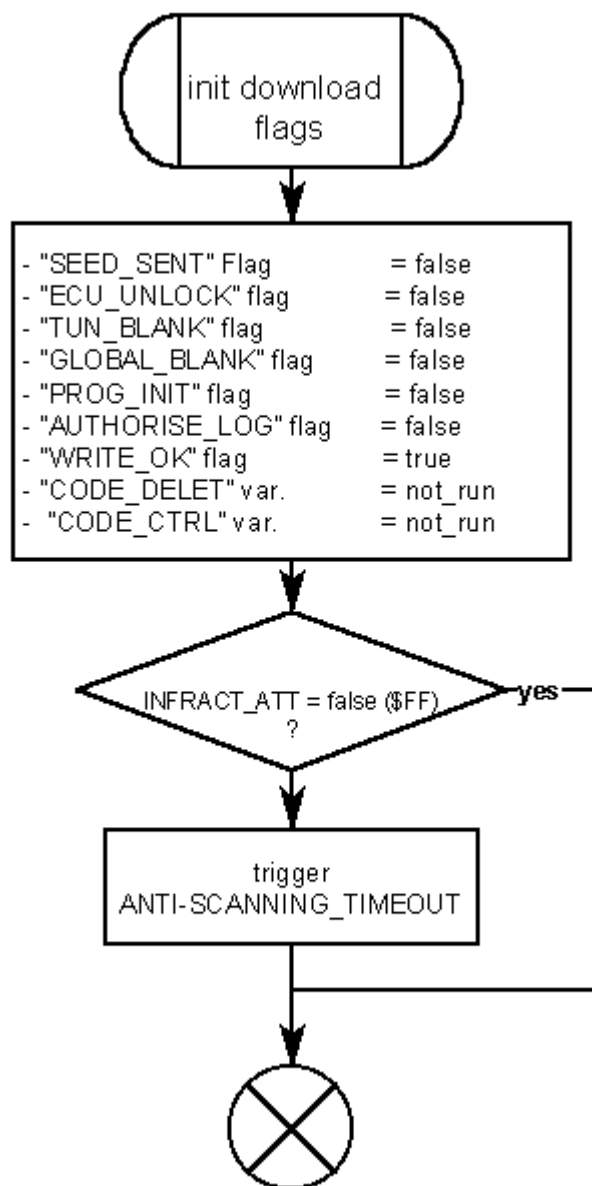 init download
flags
- "SEED_SENT" Flag = false
- "ECU_UNLOCK" flag = false
- "TUN_BLANK" flag = false
- "GLOBAL_BLANK" flag = false
- "PROG_INIT" flag = false
- "AUTHORISE_LOG" flag = false
- "WRITE_OK" flag = true
- "CODE_DELET" var. = not_run
- "CODE_CTRL" var. = not_run
INFRACT_ATT = false ($FF)
?
yes
trigger
ANTI-SCANNING_TIMEOUT